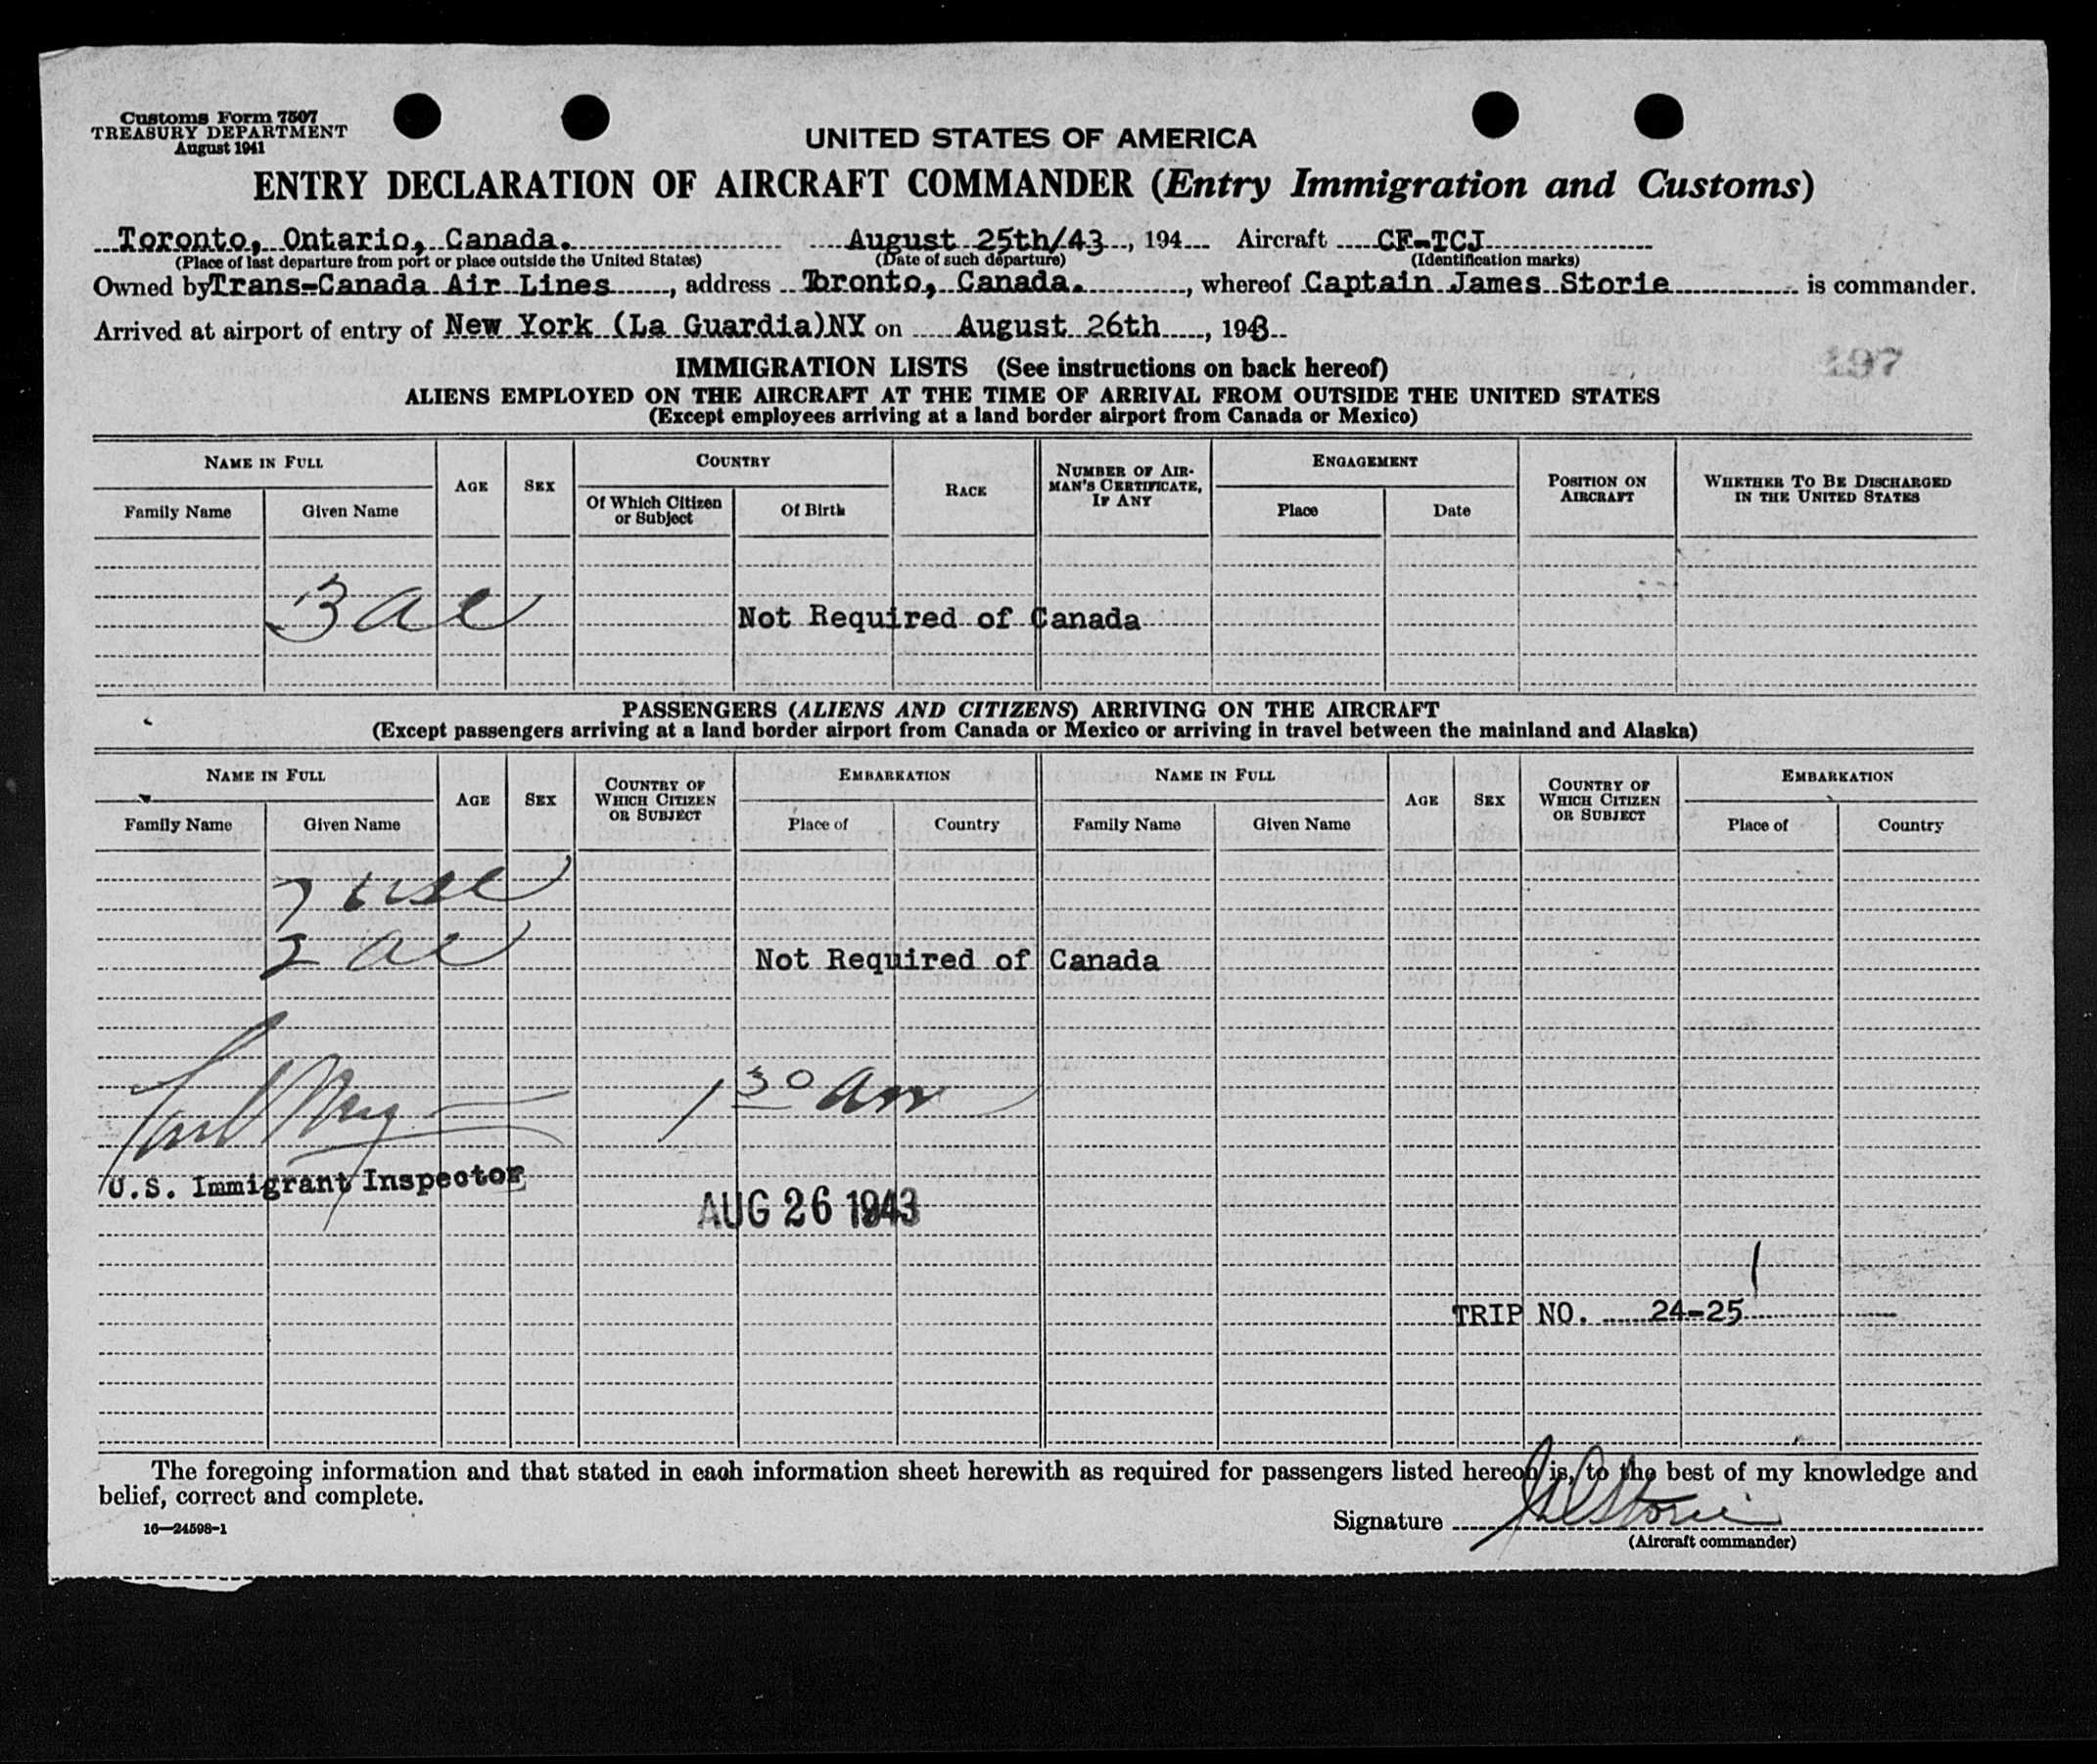 Customs Form 7507
TREASURY DEPARTMENT
August 1941
UNITED STATES OF AMERICA
ENTRY DECLARATION OF AIRCRAFT COMMANDER (Entry Immigration and Customs)
Toronto, Ontario, Canada. August 25th/43, 194 Aircraft CF-TCJ
(Place of last departure from port or place outside the United States) (Date of such departure) (Identification marks)
Owned by Trans-Canada Air Lines, address Toronto, Canada., whereof Captain James Storie is commander.
Arrived at airport of entry of New York (La Guardia)NY on August 26th, 1943
IMMIGRATION LISTS (See instructions on back hereof)
197
ALIENS EMPLOYED ON THE AIRCRAFT AT THE TIME OF ARRIVAL FROM OUTSIDE THE UNITED STATES
(Except employees arriving at a land border airport from Canada or Mexico)
NAME IN FULL
Family Name Given Name
AGE
SEX
COUNTRY
Of Which Citizen or Subject Of Birth
RACE
NUMBER OF AIRMAN'S CERTIFICATE, IF ANY
ENGAGEMENT
Place Date
POSITION ON AIRCRAFT
WHETHER TO BE DISCHARGED IN THE UNITED STATES
3 al
Not Required of Canada
PASSENGERS (ALIENS AND CITIZENS) ARRIVING ON THE AIRCRAFT
(Except passengers arriving at a land border airport from Canada or Mexico or arriving in travel between the mainland and Alaska)
NAME IN FULL
Family Name Given Name
AGE
SEX
COUNTRY OF WHICH CITIZEN OR SUBJECT
EMBARKATION
Place of Country
NAME IN FULL
Family Name Given Name
AGE
SEX
COUNTRY OF WHICH CITIZEN OR SUBJECT
EMBARKATION
Place of Country
7 usc
2 al
Not Required of Canada
1 30 am
U.S. Immigrant Inspector
AUG 26 1943
TRIP NO. 24-25
The foregoing information and that stated in each information sheet herewith as required for passengers listed hereon is, to the best of my knowledge and
belief, correct and complete.
16—24598-1
Signature Storie
(Aircraft commander)